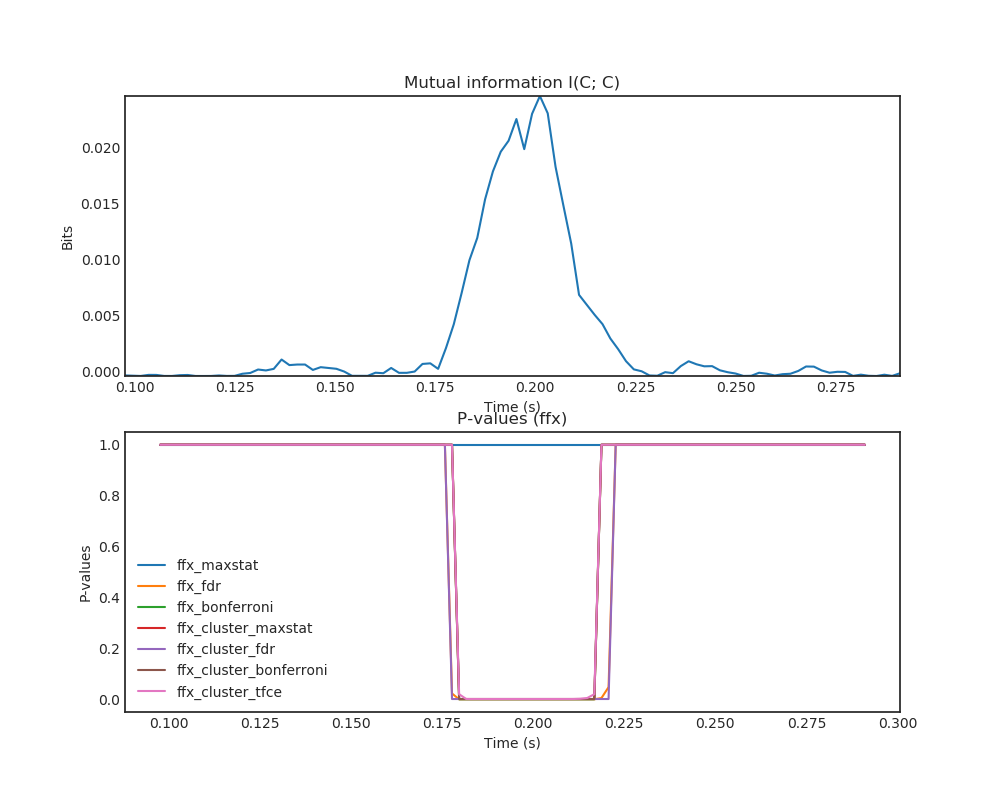 Mutual information I(C; C)
0.020
0.015
0.010
0.005
0.000
Bits
0.100 0.125 0.150 0.175 0.200 0.225 0.250 0.275
Time (s)
P-values (ffx)
1.0
0.8
0.6
0.4
0.2
0.0
P-values
ffx_maxstat
ffx_fdr
ffx_bonferroni
ffx_cluster_maxstat
ffx_cluster_fdr
ffx_cluster_bonferroni
ffx_cluster_tfce
0.100 0.125 0.150 0.175 0.200 0.225 0.250 0.275 0.300
Time (s)